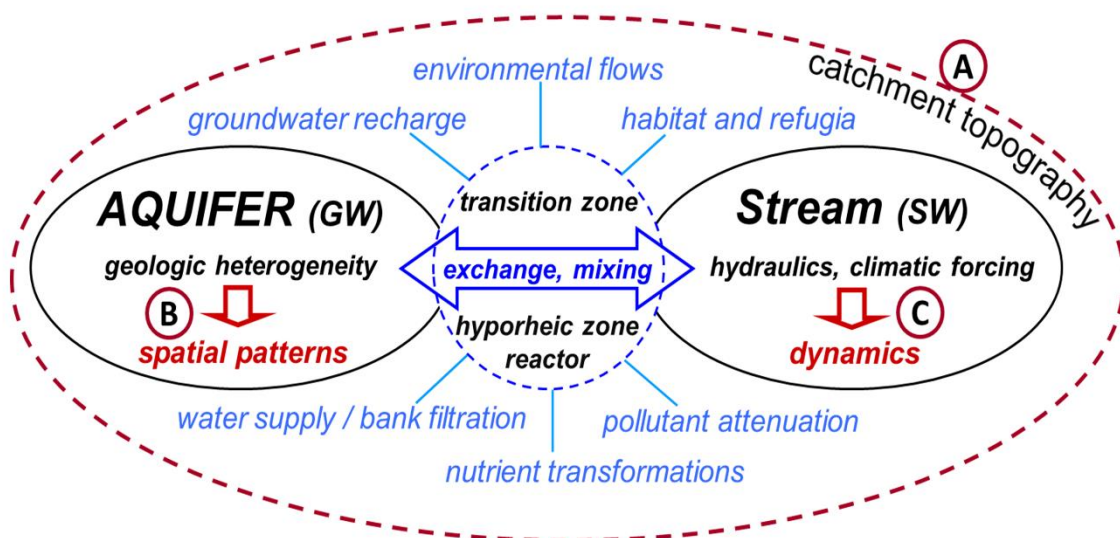 environmental flows
A
catchment topography
groundwater recharge
habitat and refugia
transition zone
AQUIFER (GW)
Stream (SW)
geologic heterogeneity
exchange, mixing
hydraulics, climatic forcing
B
C
hyporheic zone
reactor
spatial patterns
dynamics
water supply / bank filtration
pollutant attenuation
nutrient transformations